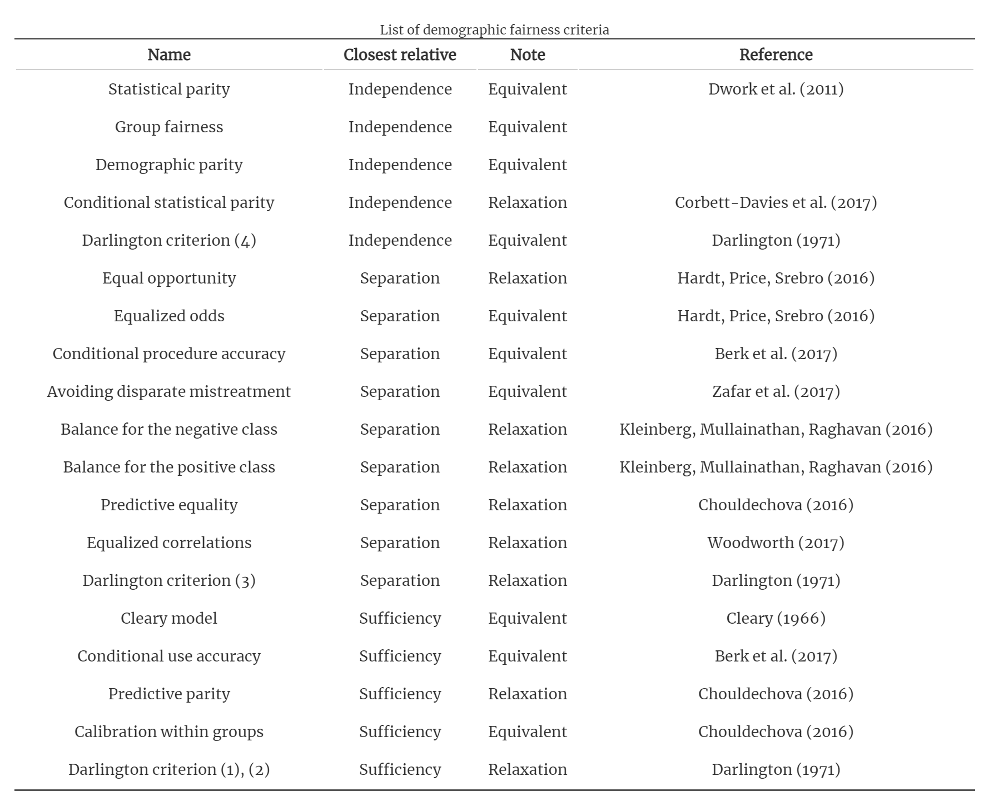 List of demographic fairness criteria
Name Closest relative Note Reference
Statistical parity Independence Equivalent Dwork et al. (2011)
Group fairness Independence Equivalent
Demographic parity Independence Equivalent
Conditional statistical parity Independence Relaxation Corbett-Davies et al. (2017)
Darlington criterion (4) Independence Equivalent Darlington (1971)
Equal opportunity Separation Relaxation Hardt, Price, Srebro (2016)
Equalized odds Separation Equivalent Hardt, Price, Srebro (2016)
Conditional procedure accuracy Separation Equivalent Berk et al. (2017)
Avoiding disparate mistreatment Separation Equivalent Zafar et al. (2017)
Balance for the negative class Separation Relaxation Kleinberg, Mullainathan, Raghavan (2016)
Balance for the positive class Separation Relaxation Kleinberg, Mullainathan, Raghavan (2016)
Predictive equality Separation Relaxation Chouldechova (2016)
Equalized correlations Separation Relaxation Woodworth (2017)
Darlington criterion (3) Separation Relaxation Darlington (1971)
Cleary model Sufficiency Equivalent Cleary (1966)
Conditional use accuracy Sufficiency Equivalent Berk et al. (2017)
Predictive parity Sufficiency Relaxation Chouldechova (2016)
Calibration within groups Sufficiency Equivalent Chouldechova (2016)
Darlington criterion (1), (2) Sufficiency Relaxation Darlington (1971)